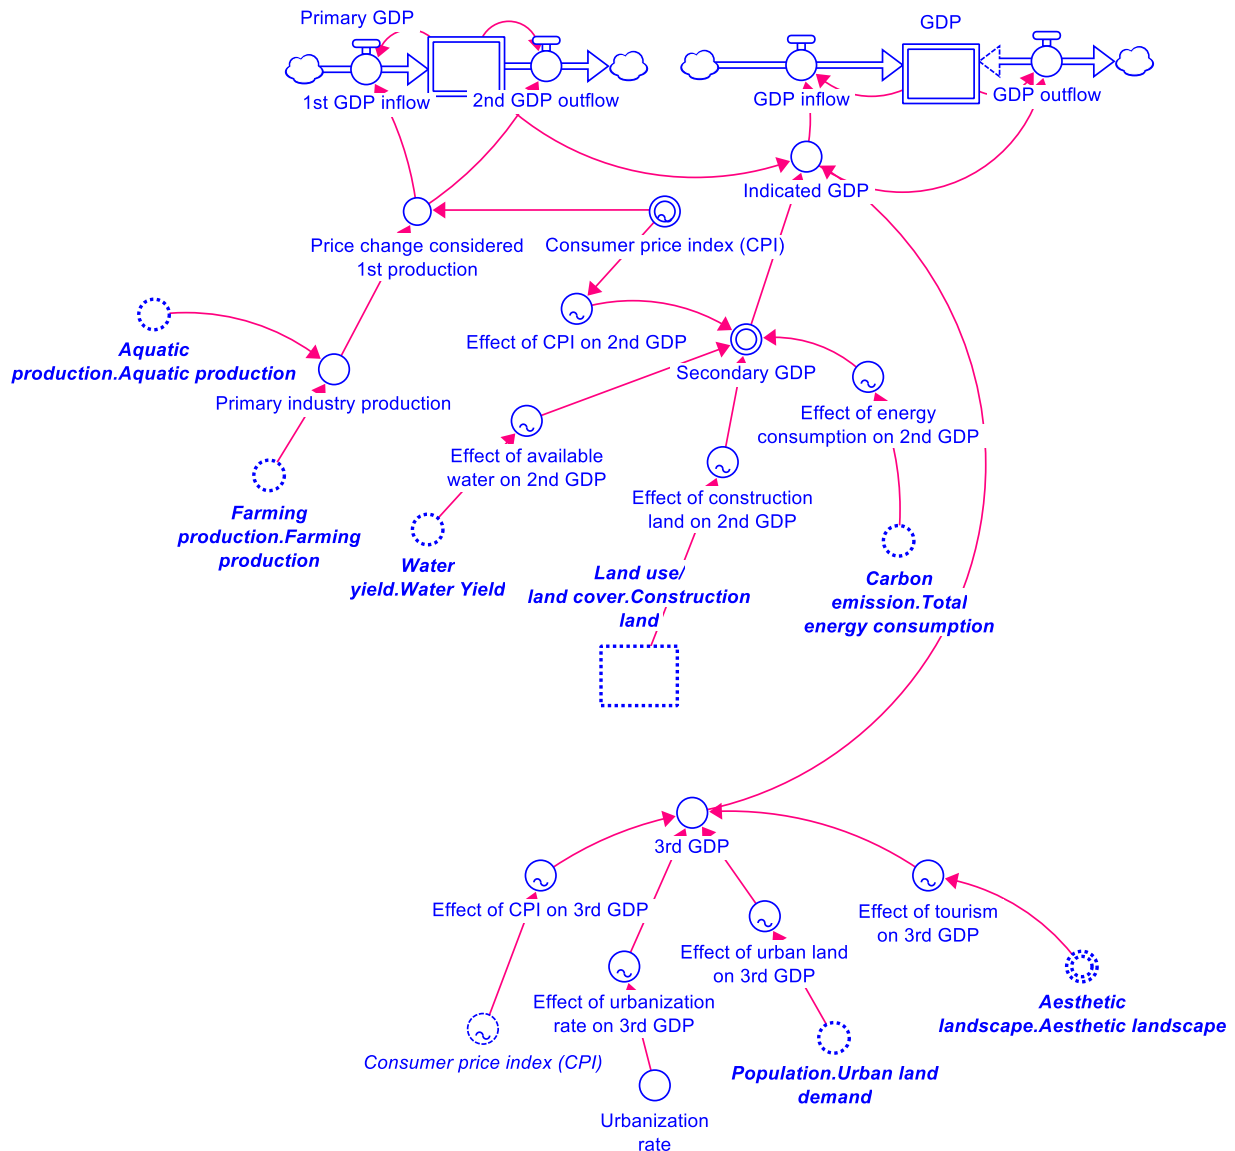 Primary GDP
GDP
1st GDP inflow
2nd GDP outflow
GDP inflow
GDP outflow
Indicated GDP
Price change considered
1st production
Consumer price index (CPI)
Effect of CPI on 2nd GDP
Aquatic
production.Aquatic production
Secondary GDP
Primary industry production
Effect of energy
consumption on 2nd GDP
Effect of available
water on 2nd GDP
Effect of construction
land on 2nd GDP
Farming
production.Farming
production
Water
yield.Water Yield
Land use/
land cover.Construction
land
Carbon
emission.Total
energy consumption
3rd GDP
Effect of CPI on 3rd GDP
Effect of tourism
on 3rd GDP
Effect of urban land
on 3rd GDP
Effect of urbanization
rate on 3rd GDP
Aesthetic
landscape.Aesthetic landscape
Consumer price index (CPI)
Population.Urban land
demand
Urbanization
rate